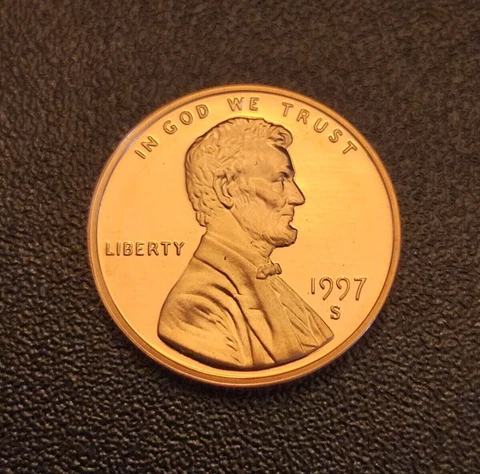 IN GOD WE TRUST
LIBERTY
1997
S